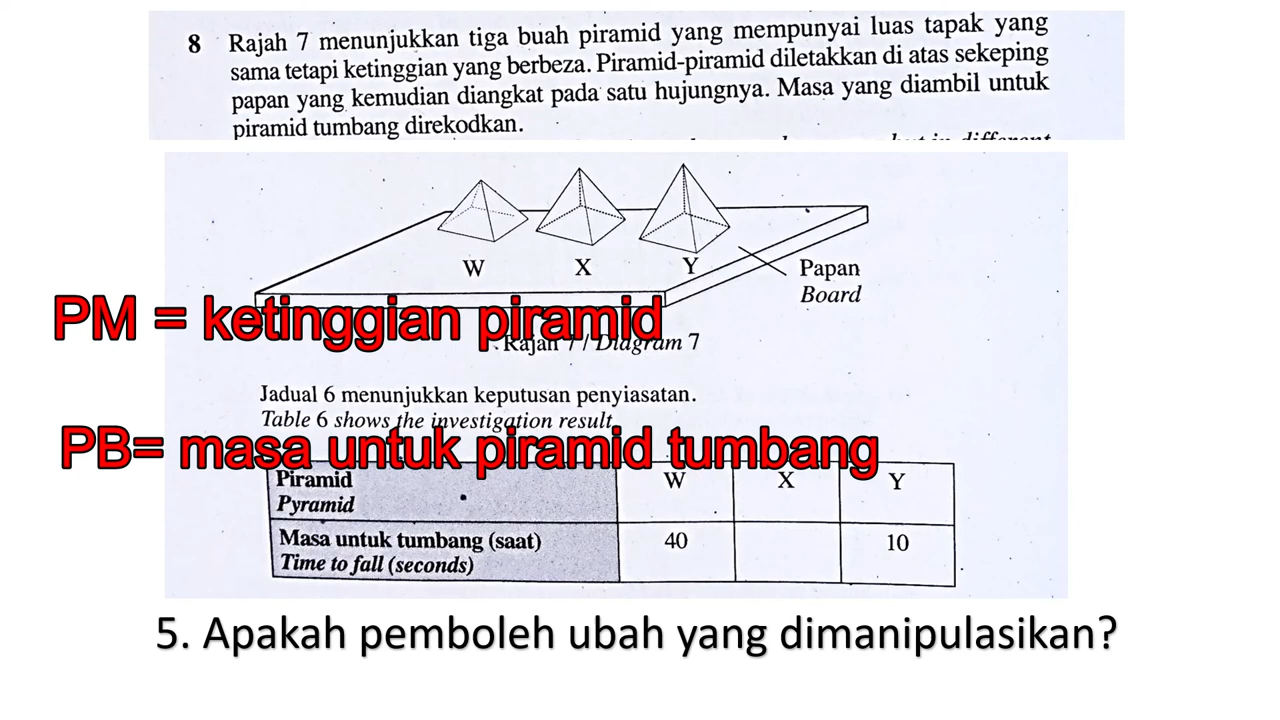 8 Rajah 7 menunjukkan tiga buah piramid yang mempunyai luas tapak yang
sama tetapi ketinggian yang berbeza. Piramid-piramid diletakkan di atas sekeping
papan yang kemudian diangkat pada satu hujungnya. Masa yang diambil untuk
piramid tumbang direkodkan.
in different
W X Y
Papan
Board
PM = ketinggian piramid
Rajah 7 / Diagram 7
Jadual 6 menunjukkan keputusan penyiasatan.
Table 6 shows the investigation result.
PB= masa untuk piramid tumbang
Piramid W X Y
Pyramid
Masa untuk tumbang (saat) 40 10
Time to fall (seconds)
5. Apakah pemboleh ubah yang dimanipulasikan?